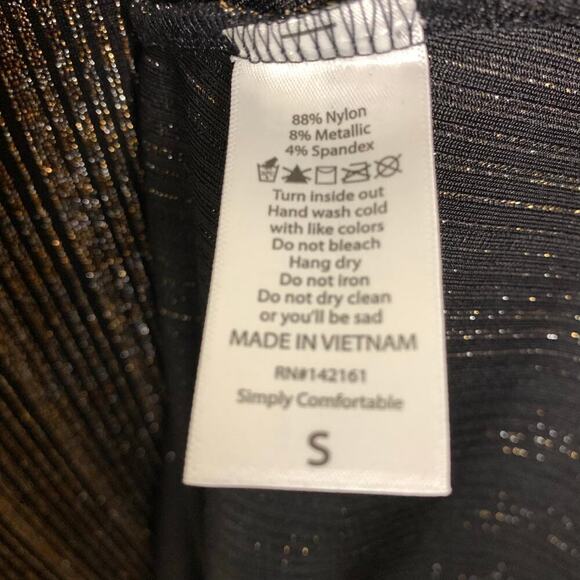 88% Nylon
8% Metallic
4% Spandex
Turn inside out
Hand wash cold
with like colors
Do not bleach
Hang dry
Do not iron
Do not dry clean
or you'll be sad
MADE IN VIETNAM
RN#142161
Simply Comfortable
S